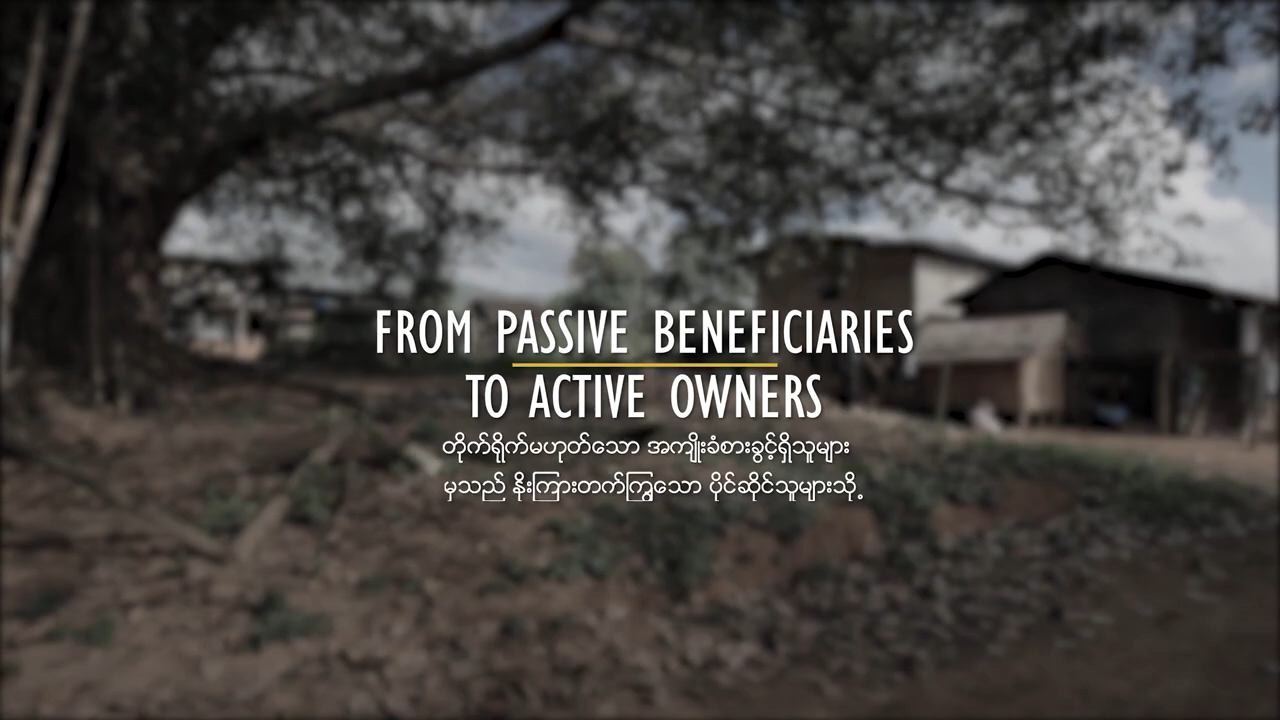 FROM PASSIVE BENEFICIARIES
TO ACTIVE OWNERS
တိုက်ရိုက်မဟုတ်သော အကျိုးခံစားခွင့်ရှိသူများ
မှသည် နိုးကြားတက်ကြွသော ပိုင်ဆိုင်သူများသို့